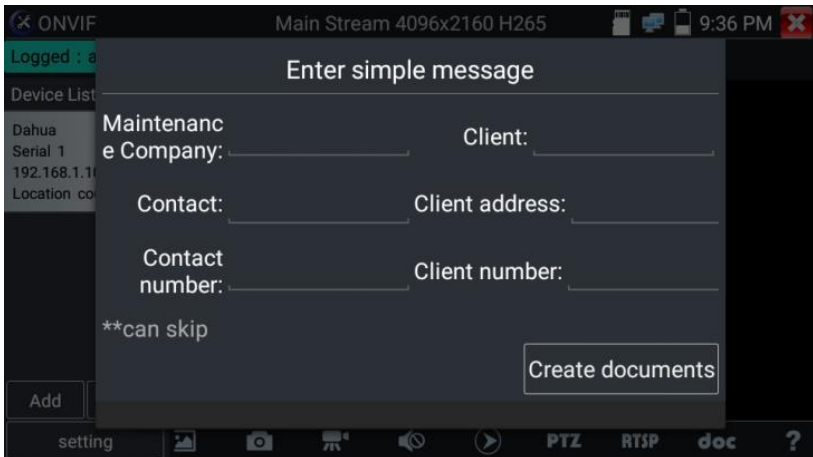 ONVIF Main Stream 4096x2160 H265 9:36 PM
Logged : a
Enter simple message
Device List
Dahua
Serial 1
192.168.1.10
Location co
Maintenanc
e Company:
Client:
Contact:
Client address:
Contact
number:
Client number:
**can skip
Create documents
Add
setting
PTZ
RTSP
doc
?